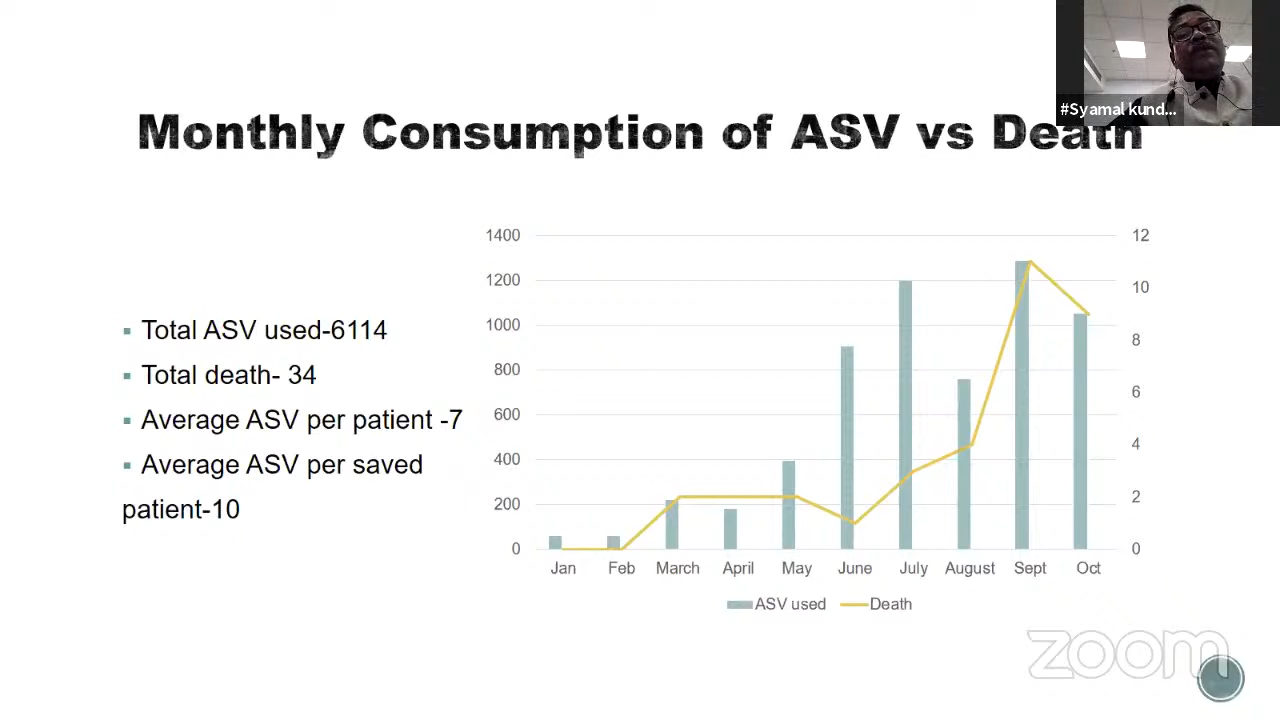 #Syamal kund...
Monthly Consumption of ASV vs Death
Total ASV used-6114
Total death- 34
Average ASV per patient -7
Average ASV per saved
patient-10
1400
1200
1000
800
600
400
200
0
12
10
8
6
4
2
0
Jan Feb March April May June July August Sept Oct
ASV used Death
zoom